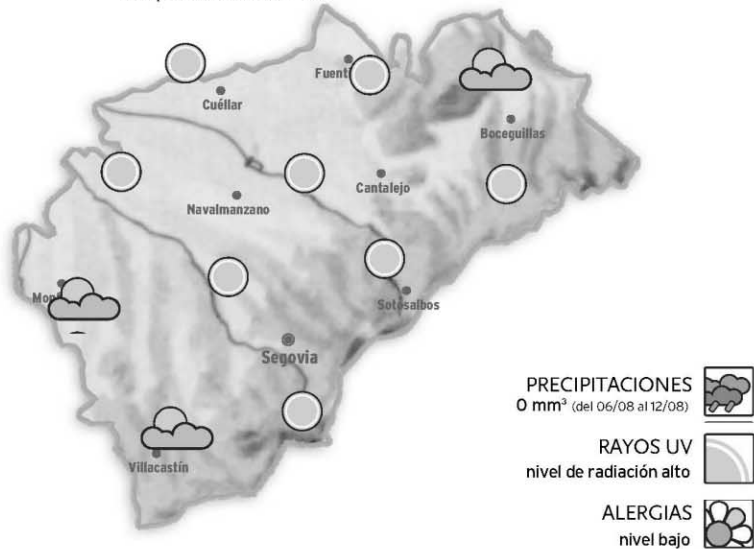 Cuéllar
Boceguillas
Cantalejo
Navalmanzano
Sotosalbos
Segovia
Villacastín
PRECIPITACIONES
0 mm³ (del 06/08 al 12/08)
RAYOS UV
nivel de radiación alto
ALERGIAS
nivel bajo